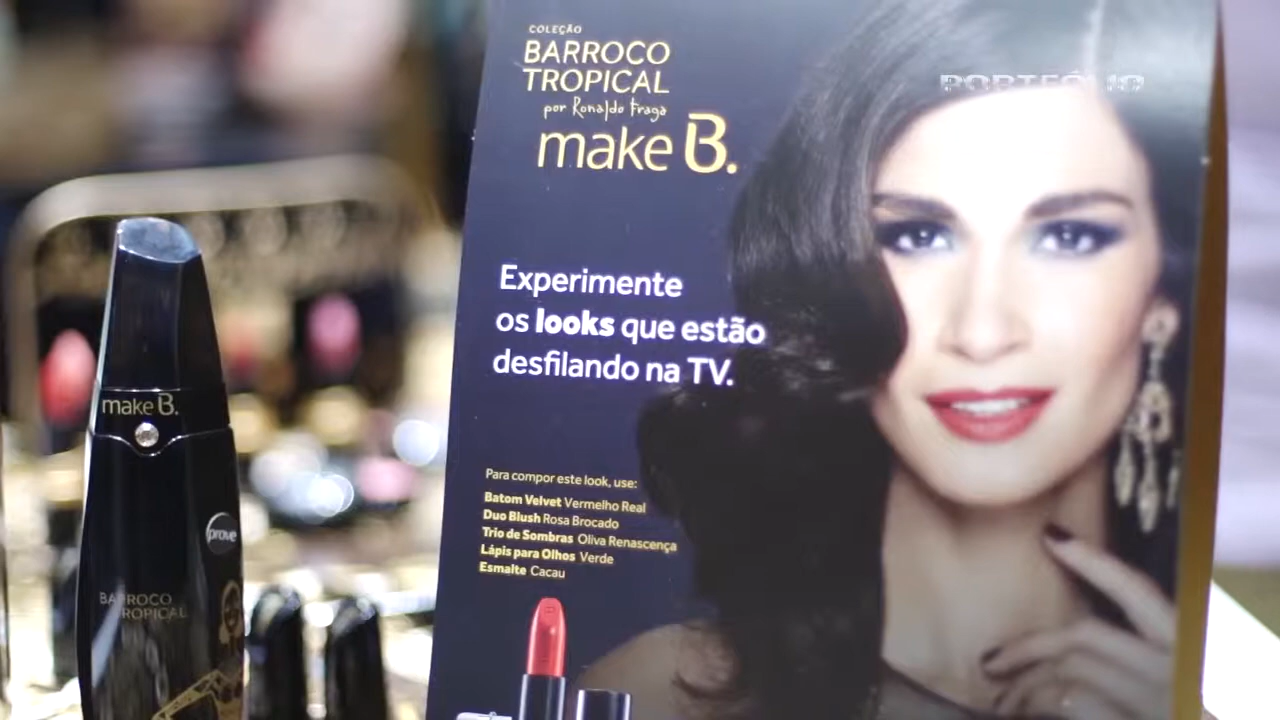 COLEÇÃO
BARROCO
TROPICAL
por Ronaldo Fraga
make B.
PORTFÓLIO
Experimente
os looks que estão
desfilando na TV.
Para compor este look, use:
Batom Velvet Vermelho Real
Duo Blush Rosa Brocado
Trio de Sombras Oliva Renascença
Lápis para Olhos Verde
Esmalte Cacau
make B.
prove
BARROCO
TROPICAL